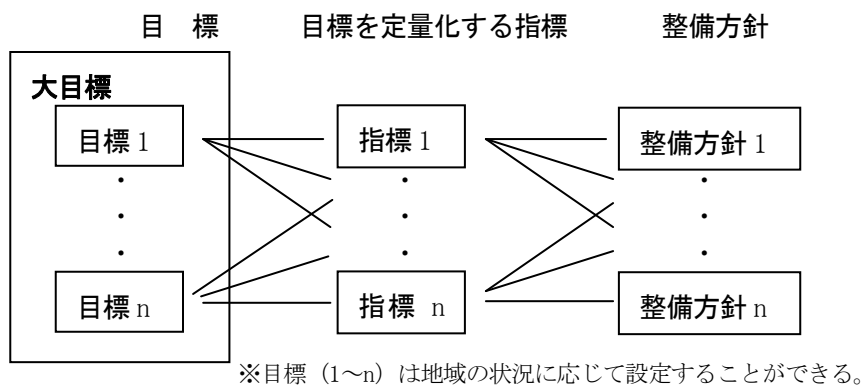 目　標　　目標を定量化する指標　　整備方針
大目標
目標 1　　指標 1　　整備方針 1
・　　・　　・
・　　・　　・
・　　・　　・
目標 n　　指標 n　　整備方針 n
※目標（1～n）は地域の状況に応じて設定することができる。